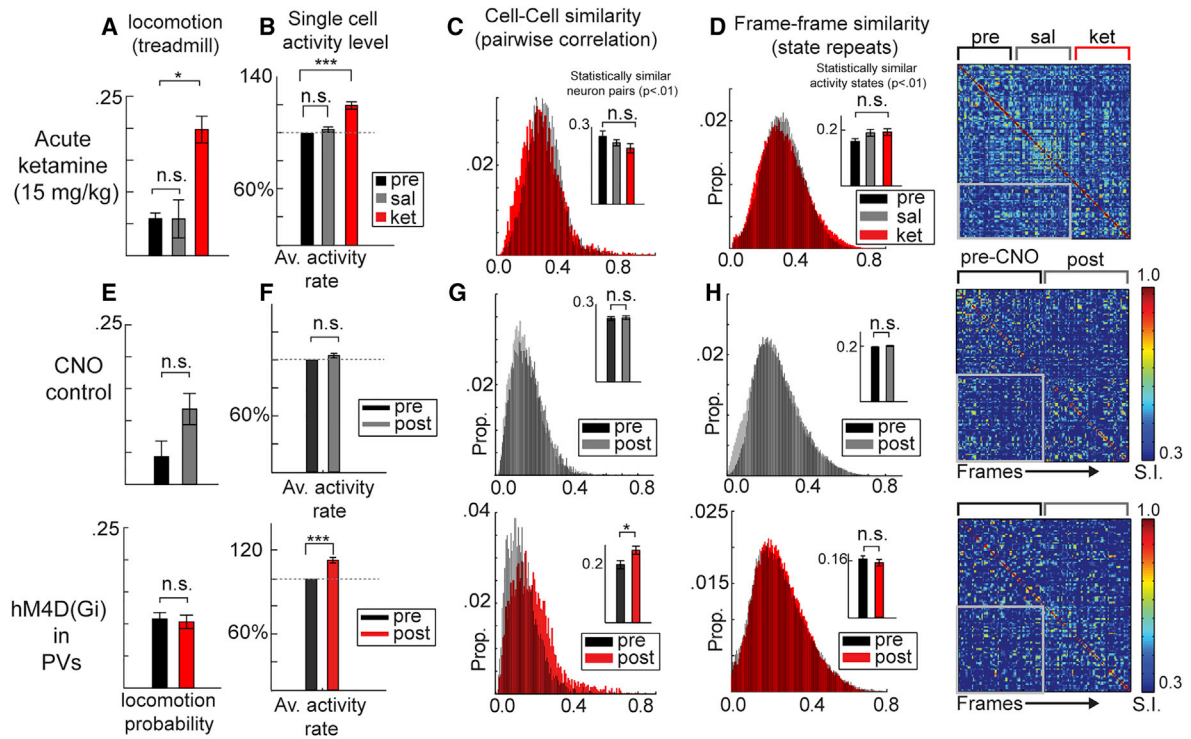 A locomotion (treadmill)
B Single cell activity level
C Cell-Cell similarity (pairwise correlation)
D Frame-frame similarity (state repeats)
pre sal ket
Acute ketamine (15 mg/kg)
.25
n.s.
*
140
60%
n.s.
***
pre
sal
ket
Av. activity rate
Statistically similar neuron pairs (p<.01)
0.3
n.s.
.02
0.0 0.4 0.8
Statistically similar activity states (p<.01)
0.2
n.s.
.02
Prop.
pre
sal
ket
0.0 0.4 0.8
E
CNO control
.25
n.s.
F
n.s.
60%
pre
post
Av. activity rate
G
0.3
n.s.
.02
Prop.
pre
post
0.0 0.4 0.8
H
n.s.
0.2
.02
Prop.
pre
post
0.0 0.4 0.8
pre-CNO post
1.0
0.3
Frames
S.I.
hM4D(Gi) in PVs
.25
n.s.
locomotion probability
120
60%
***
pre
post
Av. activity rate
.04
.02
Prop.
*
0.2
pre
post
0.0 0.4 0.8
.025
.015
Prop.
n.s.
0.16
pre
post
0.0 0.4 0.8
1.0
0.3
Frames
S.I.